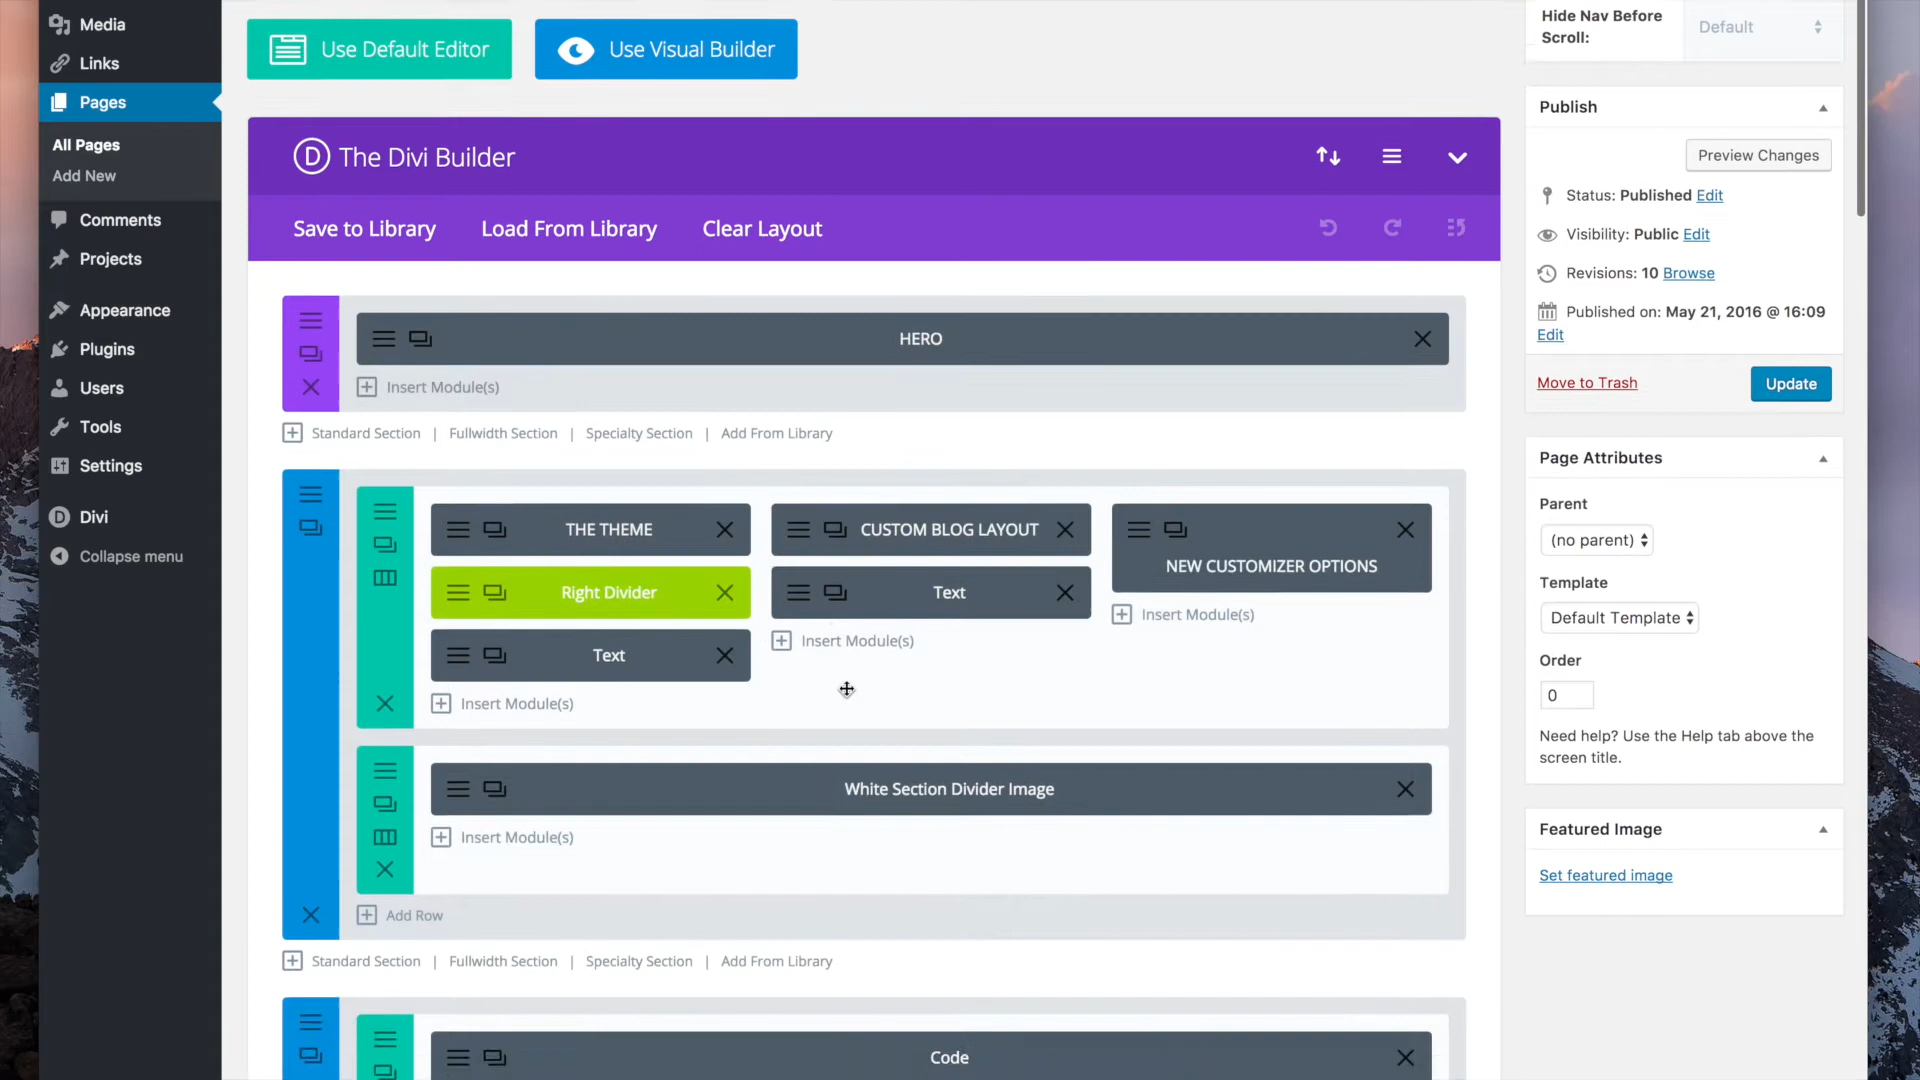 Media
Links
Pages
All Pages
Add New
Comments
Projects
Appearance
Plugins
Users
Tools
Settings
Divi
Collapse menu
Use Default Editor
Use Visual Builder
D The Divi Builder
Save to Library
Load From Library
Clear Layout
HERO
Insert Module(s)
Standard Section | Fullwidth Section | Specialty Section | Add From Library
THE THEME
CUSTOM BLOG LAYOUT
NEW CUSTOMIZER OPTIONS
Right Divider
Text
Insert Module(s)
Text
Insert Module(s)
Insert Module(s)
White Section Divider Image
Insert Module(s)
Add Row
Standard Section | Fullwidth Section | Specialty Section | Add From Library
Code
Hide Nav Before
Scroll:
Default
Publish
Preview Changes
Status: Published Edit
Visibility: Public Edit
Revisions: 10 Browse
Published on: May 21, 2016 @ 16:09
Edit
Move to Trash
Update
Page Attributes
Parent
(no parent)
Template
Default Template
Order
0
Need help? Use the Help tab above the
screen title.
Featured Image
Set featured image